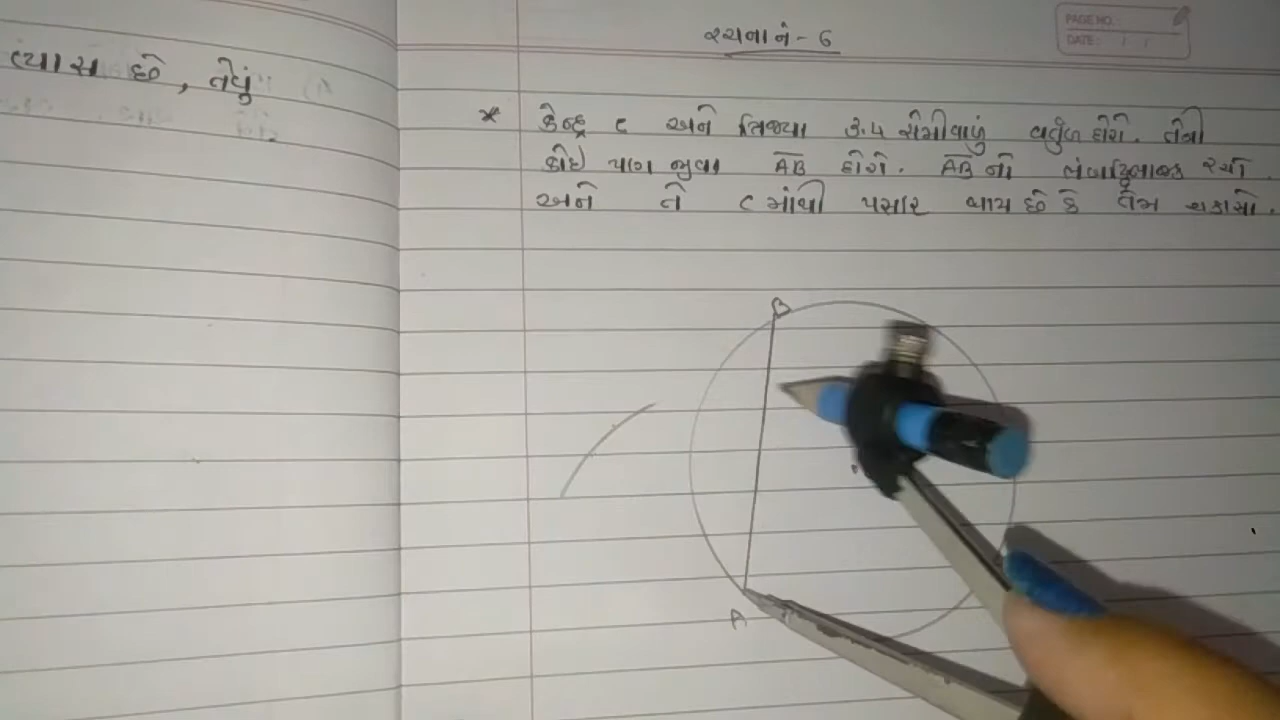 વ્યાસ છે, તેવું
રચના નં - 6
PAGE NO.:
DATE: / /
* કેન્દ્ર C અને ત્રિજ્યા 3.4 સેમીવાળું વર્તુળ દોરો. તેની
કોઈ પણ જીવા AB દોરો. AB નો લંબદ્વિભાજક રચો.
અને તે C માંથી પસાર થાય છે કે તેમ ચકાસો.
B
A